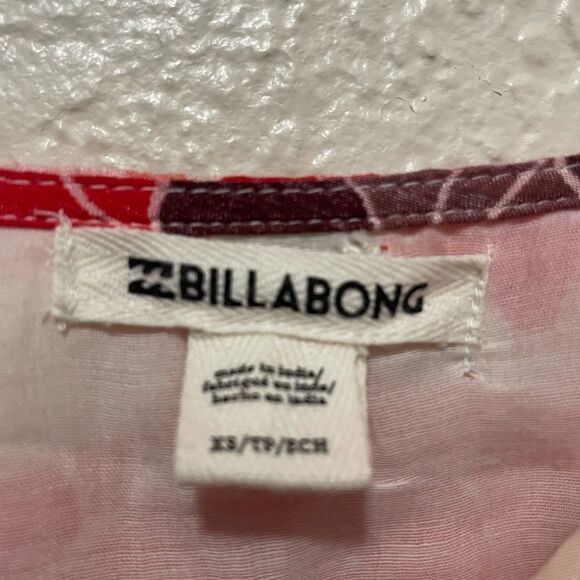 BILLABONG
made in india/
fabriqué en inde/
hecho en india
XS/TP/ECH